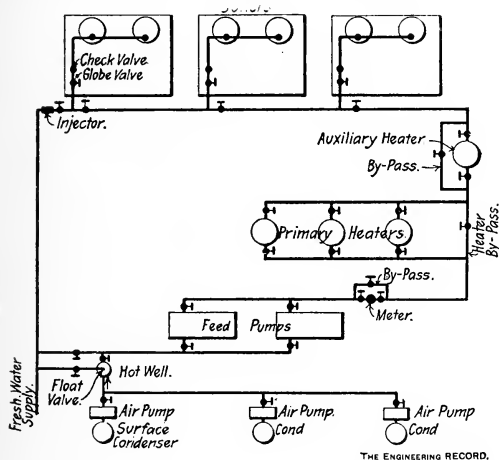 Check Valve
Globe Valve
Injector.
Auxiliary Heater
By-Pass.
Primary Heaters.
Heater
By-Pass.
By-Pass.
Meter.
Feed Pumps
Hot Well.
Float
Valve.
Fresh Water
Supply.
Air Pump
Surface
Condenser
Air Pump.
Cond
Air Pump
Cond
THE ENGINEERING RECORD.